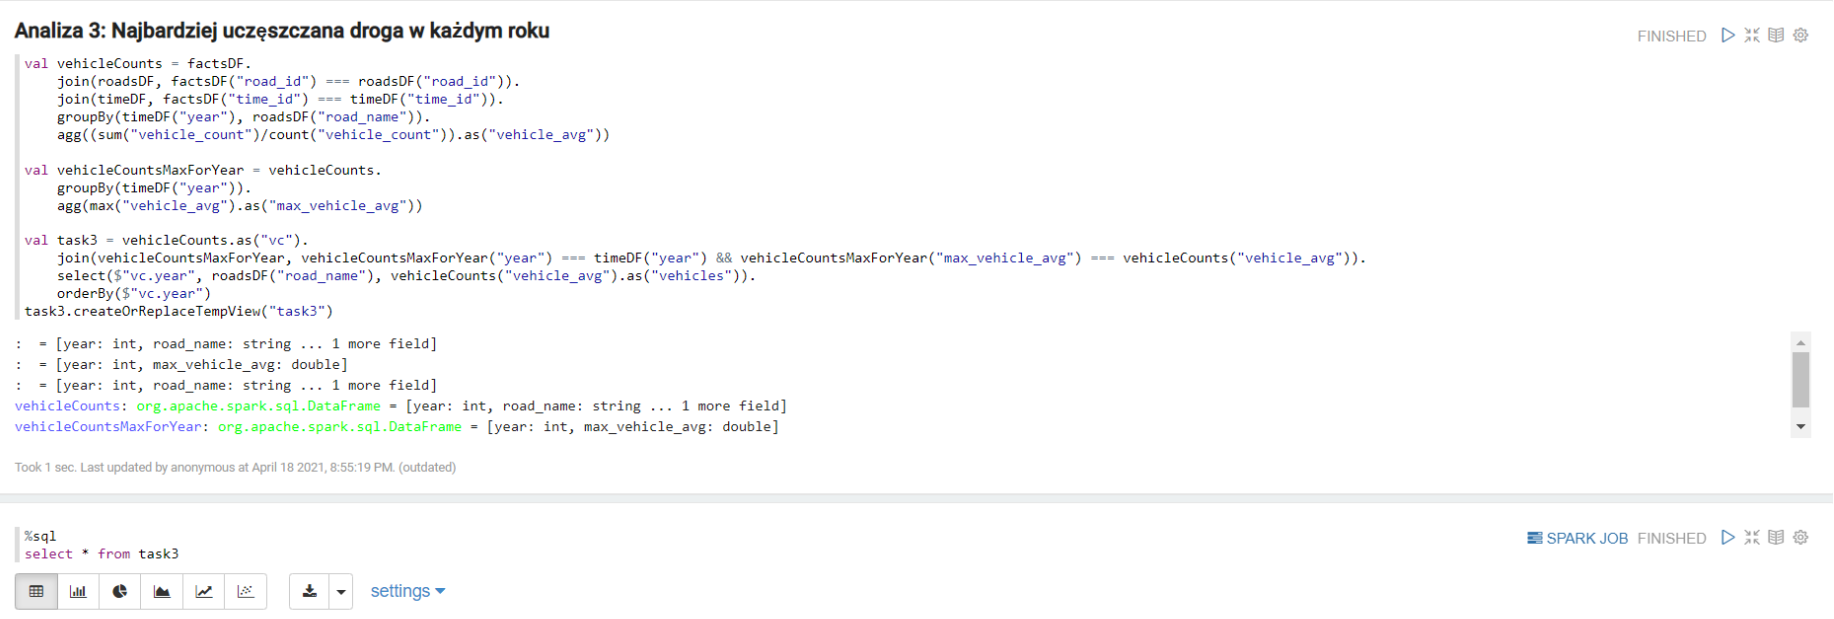 Analiza 3: Najbardziej uczęszczana droga w każdym roku
FINISHED
val vehicleCounts = factsDF.
join(roadsDF, factsDF("road_id") === roadsDF("road_id")).
join(timeDF, factsDF("time_id") === timeDF("time_id")).
groupBy(timeDF("year"), roadsDF("road_name")).
agg((sum("vehicle_count")/count("vehicle_count")).as("vehicle_avg"))
val vehicleCountsMaxForYear = vehicleCounts.
groupBy(timeDF("year")).
agg(max("vehicle_avg").as("max_vehicle_avg"))
val task3 = vehicleCounts.as("vc").
join(vehicleCountsMaxForYear, vehicleCountsMaxForYear("year") === timeDF("year") && vehicleCountsMaxForYear("max_vehicle_avg") === vehicleCounts("vehicle_avg")).
select($"vc.year", roadsDF("road_name"), vehicleCounts("vehicle_avg").as("vehicles")).
orderBy($"vc.year")
task3.createOrReplaceTempView("task3")
:  = [year: int, road_name: string ... 1 more field]
:  = [year: int, max_vehicle_avg: double]
:  = [year: int, road_name: string ... 1 more field]
vehicleCounts: org.apache.spark.sql.DataFrame = [year: int, road_name: string ... 1 more field]
vehicleCountsMaxForYear: org.apache.spark.sql.DataFrame = [year: int, max_vehicle_avg: double]
Took 1 sec. Last updated by anonymous at April 18 2021, 8:55:19 PM. (outdated)
%sql
SPARK JOB FINISHED
select * from task3
settings